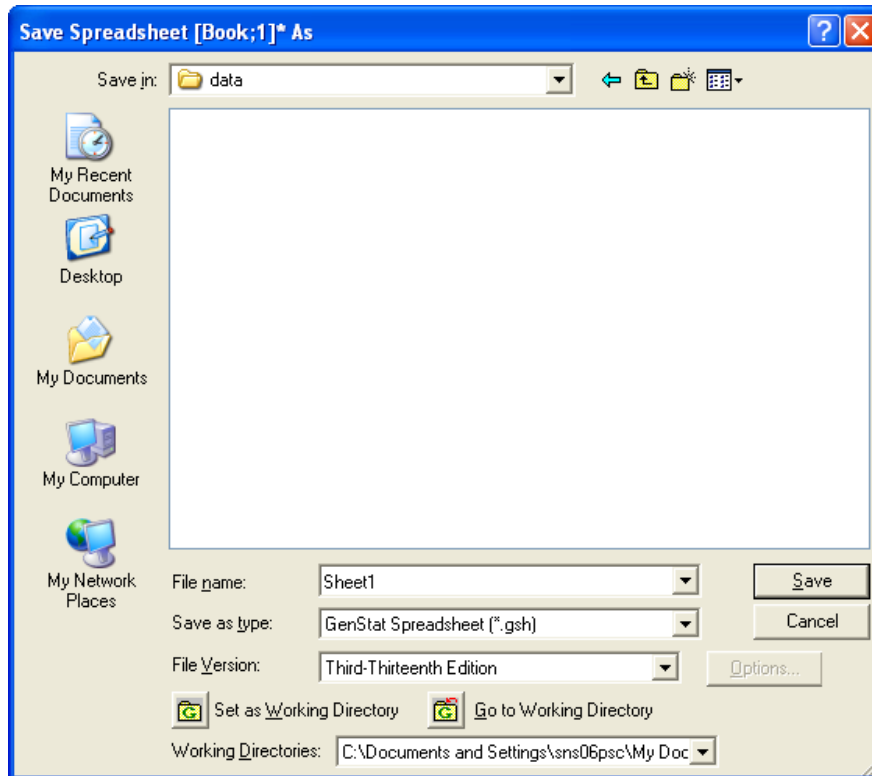 Save Spreadsheet [Book;1]* As
Save in:
data
My Recent
Documents
Desktop
My Documents
My Computer
My Network
Places
File name:
Sheet1
Save
Save as type:
GenStat Spreadsheet (*.gsh)
Cancel
File Version:
Third-Thirteenth Edition
Options...
Set as Working Directory
Go to Working Directory
Working Directories:
C:\Documents and Settings\sns06psc\My Doc